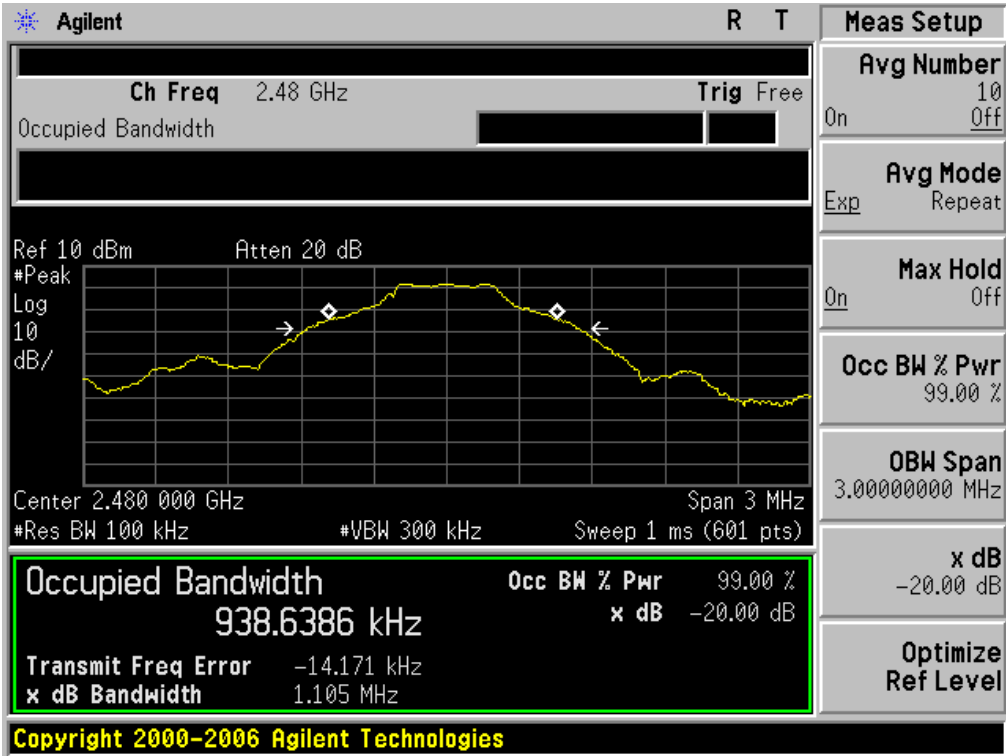 Agilent R T
Ch Freq 2.48 GHz Trig Free
Occupied Bandwidth
Ref 10 dBm Atten 20 dB
#Peak
Log
10
dB/
Center 2.480 000 GHz Span 3 MHz
#Res BW 100 kHz #VBW 300 kHz Sweep 1 ms (601 pts)
Occupied Bandwidth
938.6386 kHz
Occ BW % Pwr 99.00 %
x dB -20.00 dB
Transmit Freq Error -14.171 kHz
x dB Bandwidth 1.105 MHz
Copyright 2000-2006 Agilent Technologies
Meas Setup
Avg Number
10
On Off
Avg Mode
Exp Repeat
Max Hold
On Off
Occ BW % Pwr
99.00 %
OBW Span
3.00000000 MHz
x dB
-20.00 dB
Optimize
Ref Level